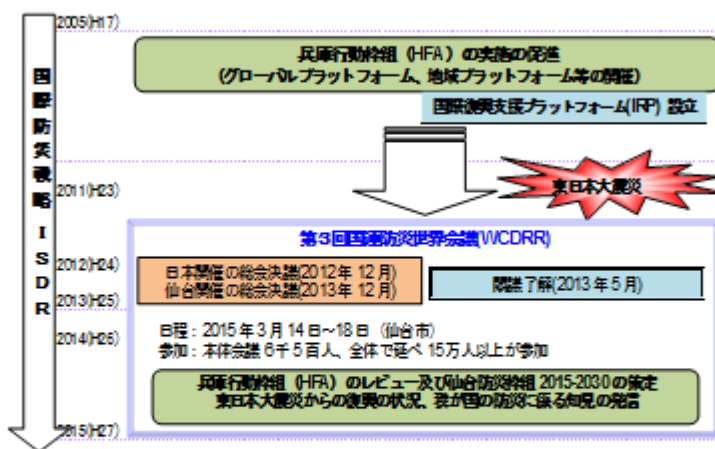 2005(H17)
兵庫行動枠組(HFA)の実施の促進
(グローバルプラットフォーム、地域プラットフォーム等の開催)
国際復興支援プラットフォーム(IRP) 設立
国際防災戦略ISDR
2011(H23)
東日本大震災
第3回国連防災世界会議(WCDRR)
2012(H24)
日本開催の総会決議(2012年12月)
仙台開催の総会決議(2013年12月)
閣議了解(2013年5月)
2013(H25)
2014(H26)
日程:2015年3月14日~18日(仙台市)
参加:本体会議6千5百人、全体で延べ15万人以上が参加
兵庫行動枠組(HFA)のレビュー及び仙台防災枠組2015-2030の策定
東日本大震災からの復興の状況、我が国の防災に係る知見の発信
2015(H27)